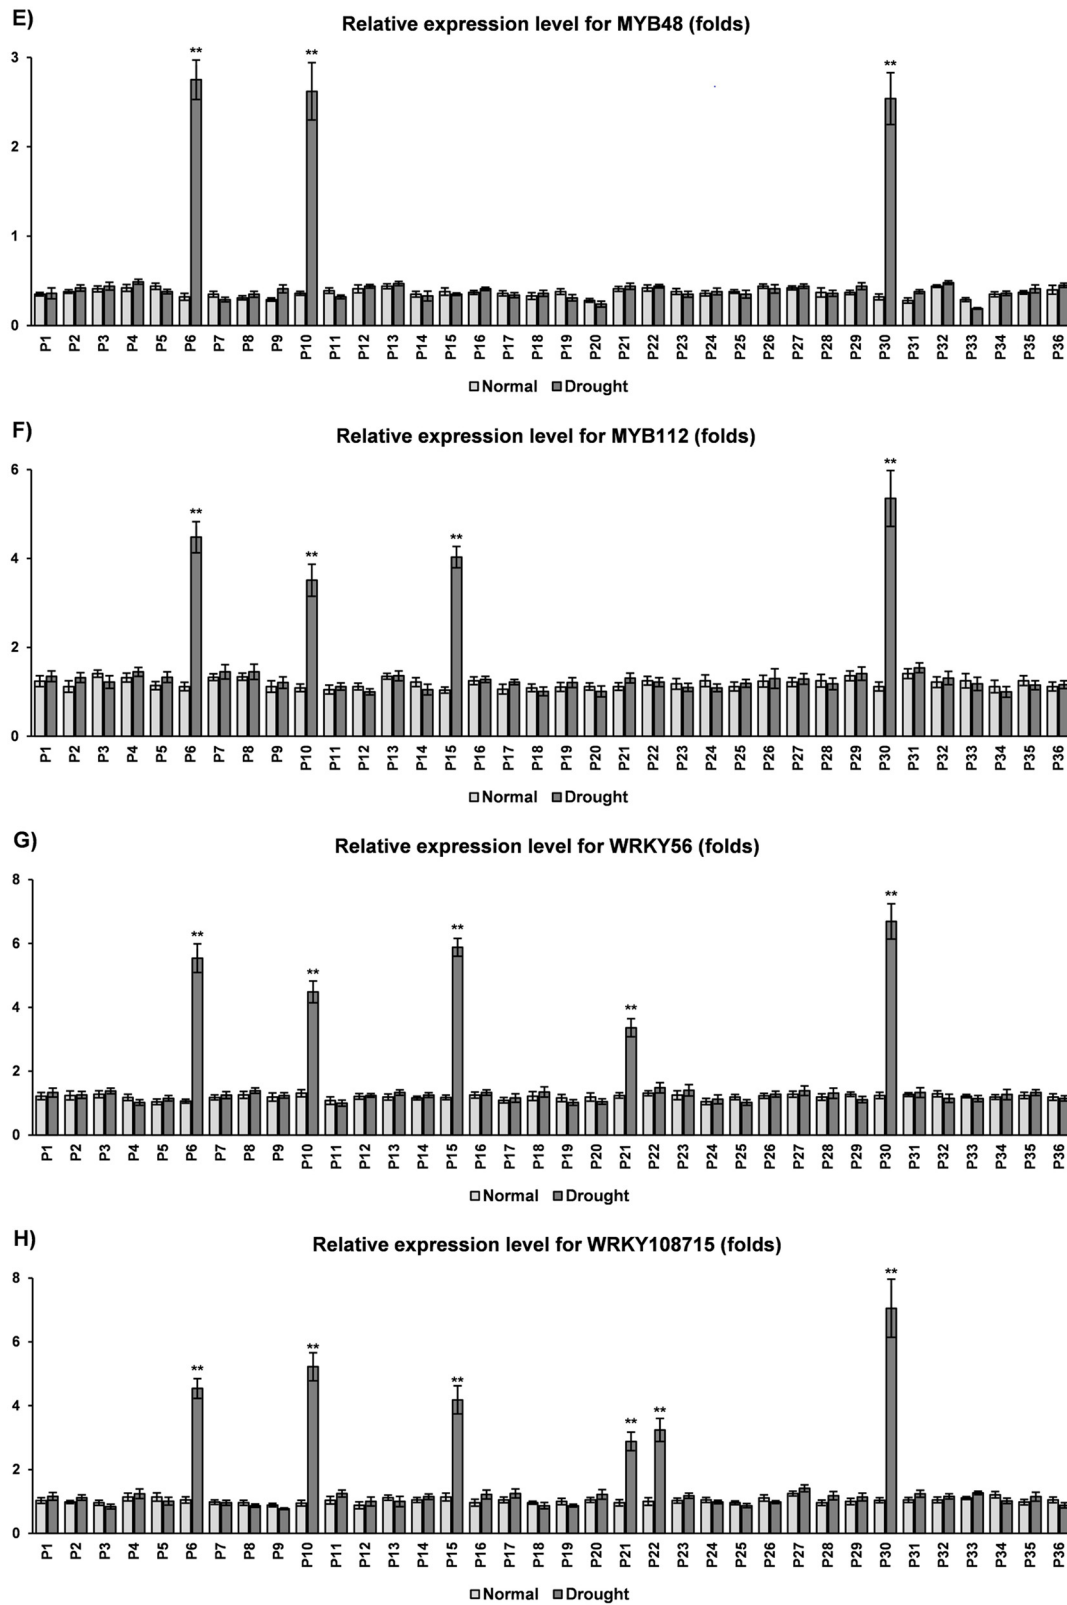 E)
Relative expression level for MYB48 (folds)
3
2
1
0
** ** **
P1 P2 P3 P4 P5 P6 P7 P8 P9 P10 P11 P12 P13 P14 P15 P16 P17 P18 P19 P20 P21 P22 P23 P24 P25 P26 P27 P28 P29 P30 P31 P32 P33 P34 P35 P36
Normal Drought
F)
Relative expression level for MYB112 (folds)
6
4
2
0
** ** ** **
P1 P2 P3 P4 P5 P6 P7 P8 P9 P10 P11 P12 P13 P14 P15 P16 P17 P18 P19 P20 P21 P22 P23 P24 P25 P26 P27 P28 P29 P30 P31 P32 P33 P34 P35 P36
Normal Drought
G)
Relative expression level for WRKY56 (folds)
8
6
4
2
0
** ** ** ** **
P1 P2 P3 P4 P5 P6 P7 P8 P9 P10 P11 P12 P13 P14 P15 P16 P17 P18 P19 P20 P21 P22 P23 P24 P25 P26 P27 P28 P29 P30 P31 P32 P33 P34 P35 P36
Normal Drought
H)
Relative expression level for WRKY108715 (folds)
8
6
4
2
0
** ** ** ** ** **
P1 P2 P3 P4 P5 P6 P7 P8 P9 P10 P11 P12 P13 P14 P15 P16 P17 P18 P19 P20 P21 P22 P23 P24 P25 P26 P27 P28 P29 P30 P31 P32 P33 P34 P35 P36
Normal Drought